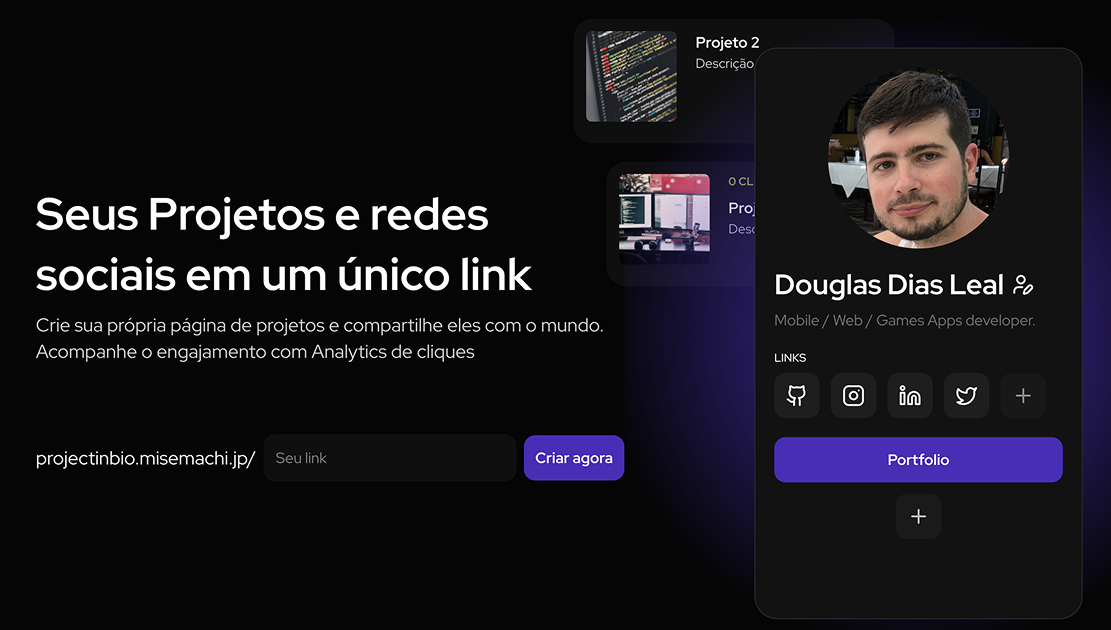 Seus Projetos e redes
sociais em um único link
Crie sua própria página de projetos e compartilhe eles com o mundo.
Acompanhe o engajamento com Analytics de cliques
projectinbio.misemachi.jp/
Seu link
Criar agora
Projeto 2
Descrição
0 CL
Proj
Desc
Douglas Dias Leal
Mobile / Web / Games Apps developer.
LINKS
Portfolio